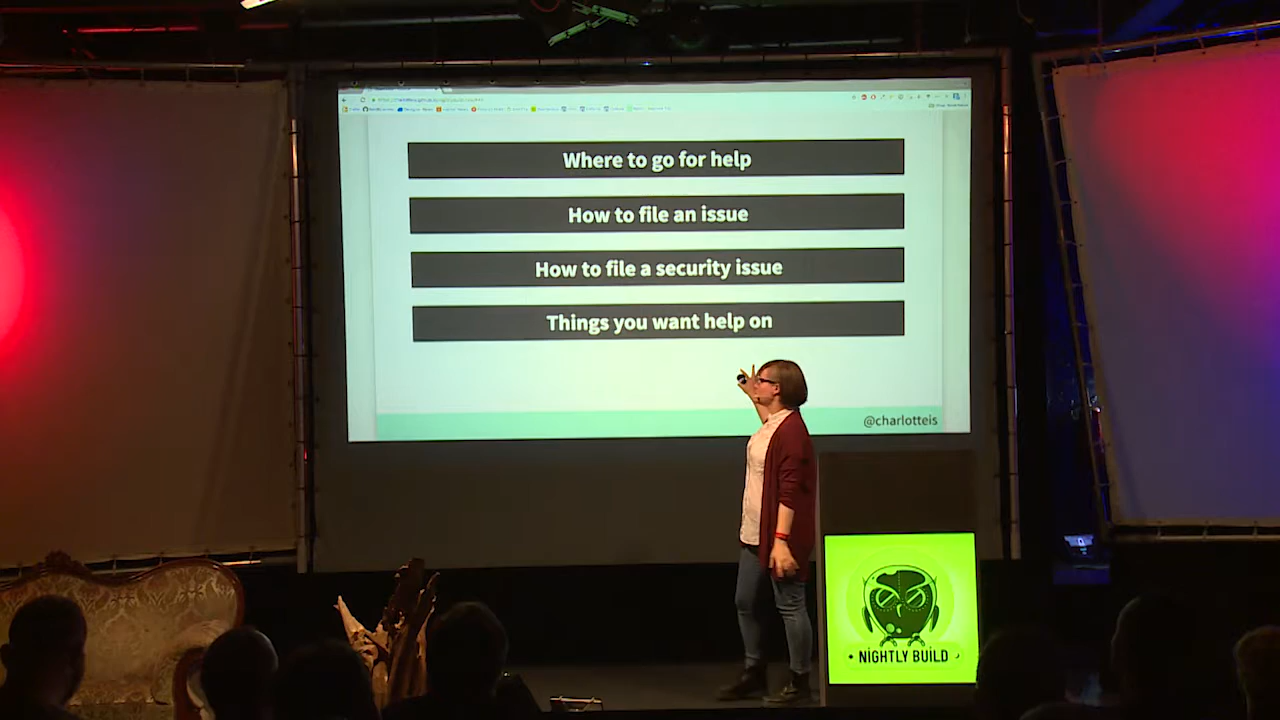 Where to go for help
How to file an issue
How to file a security issue
Things you want help on
@charlotteis
NIGHTLY BUILD